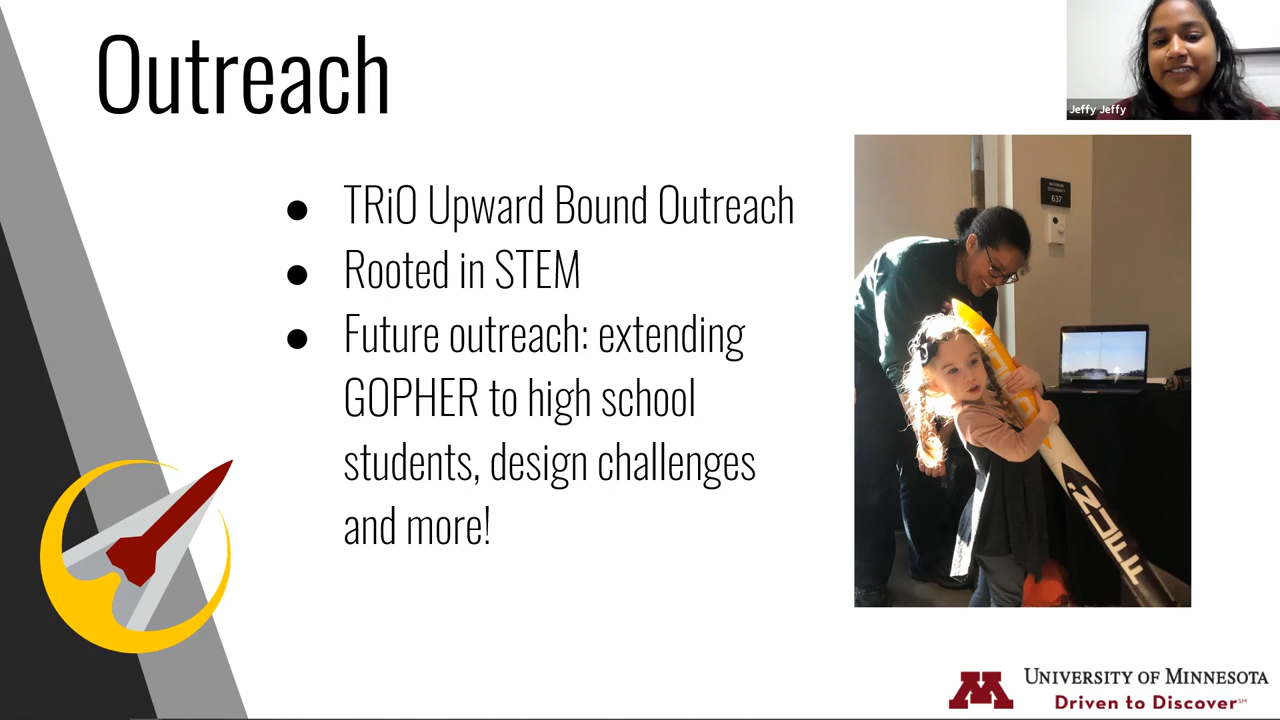 Outreach
Jeffy Jeffy
● TRiO Upward Bound Outreach
● Rooted in STEM
● Future outreach: extending
GOPHER to high school
students, design challenges
and more!
637
UNIVERSITY OF MINNESOTA
Driven to Discover℠